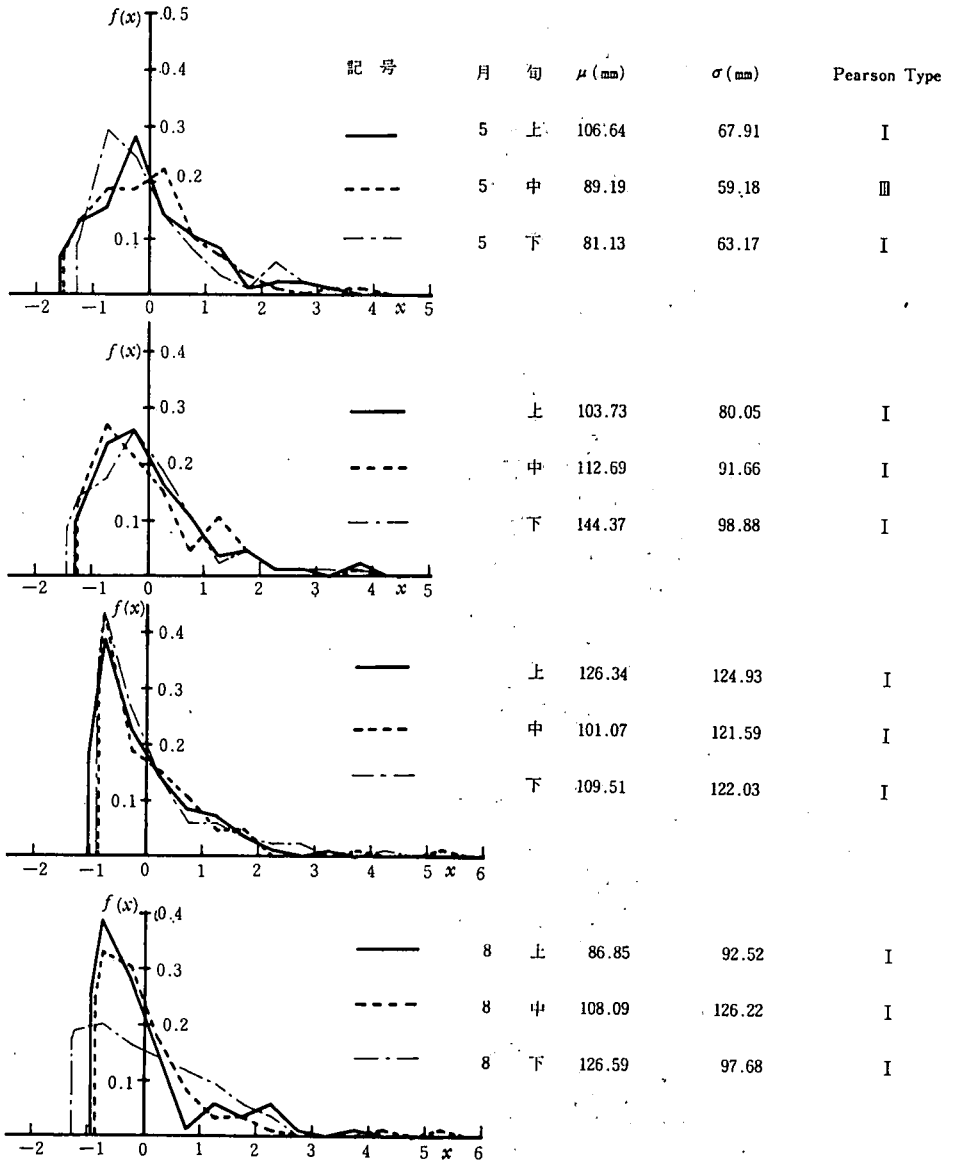 f(x) 0.5
記号 月 旬 μ(mm) σ(mm) Pearson Type
0.4
0.3
5 上 106.64 67.91 I
0.2
5 中 89.19 59.18 III
0.1
5 下 81.13 63.17 I
-2 -1 0 1 2 3 x 4 5
f(x) 0.4
0.3
上 103.73 80.05 I
0.2
中 112.69 91.66 I
0.1
下 144.37 98.88 I
-2 -1 0 1 2 3 4 x 5
f(x)
0.4
0.3
上 126.34 124.93 I
0.2
中 101.07 121.59 I
0.1
下 109.51 122.03 I
-2 -1 0 1 2 3 4 5 x 6
f(x) 0.4
0.3
8 上 86.85 92.52 I
0.2
8 中 108.09 126.22 I
0.1
8 下 126.59 97.68 I
-2 -1 0 1 2 3 4 5 x 6